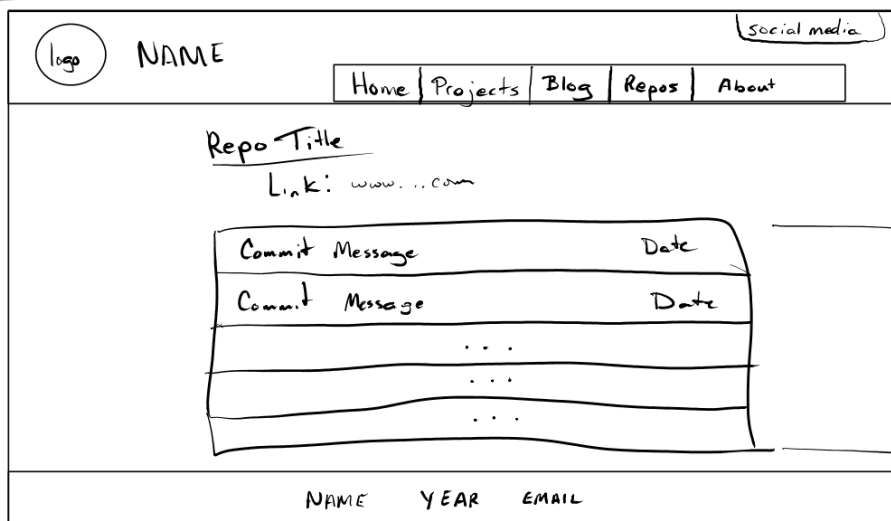 social media
logo NAME
Home Projects Blog Repos About
Repo Title
Link: www. .. com
Commit Message Date
Commit Message Date
. . .
. . .
. . .
NAME YEAR EMAIL